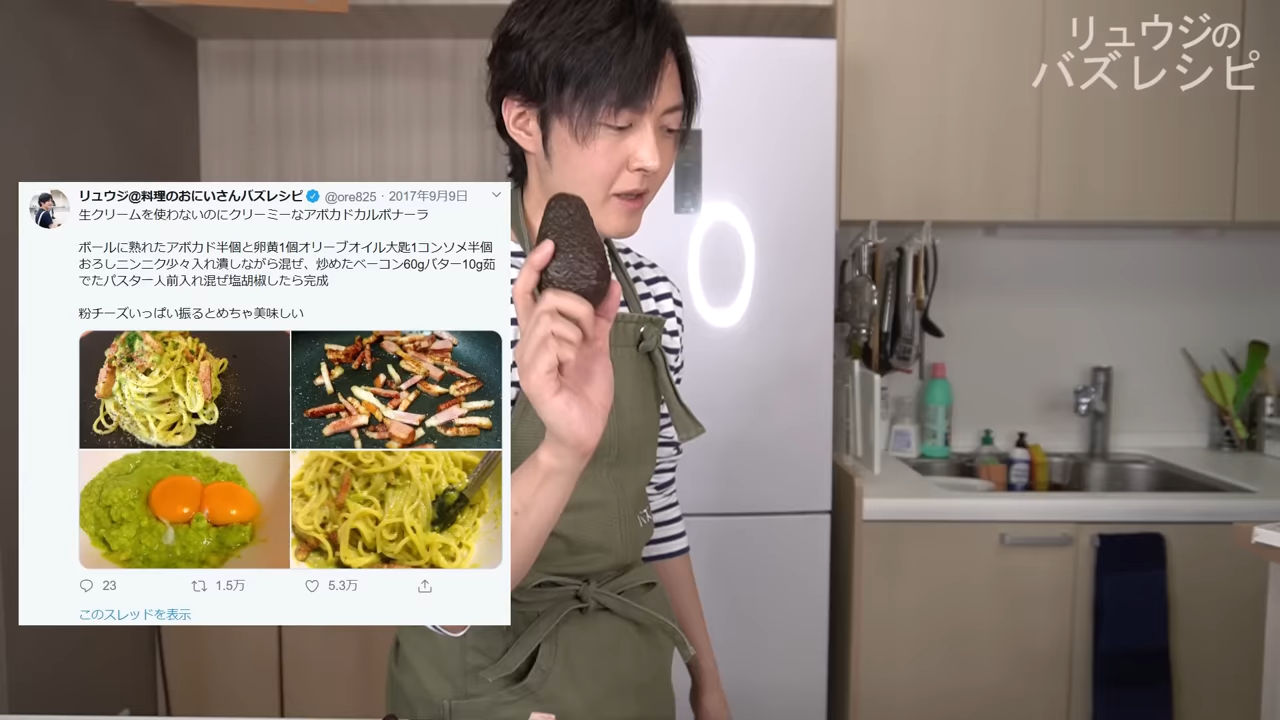 リュウジの
バズレシピ
リュウジ@料理のおにいさんバズレシピ @ore825・2017年9月9日
生クリームを使わないのにクリーミーなアボカドカルボナーラ
ボールに熟れたアボカド半個と卵黄1個オリーブオイル大匙1コンソメ半個
おろしニンニク少々入れ潰しながら混ぜ、炒めたベーコン60gバター10g茹
でたパスタ一人前入れ混ぜ塩胡椒したら完成
粉チーズいっぱい振るとめちゃ美味しい
23 1.5万 5.3万
このスレッドを表示